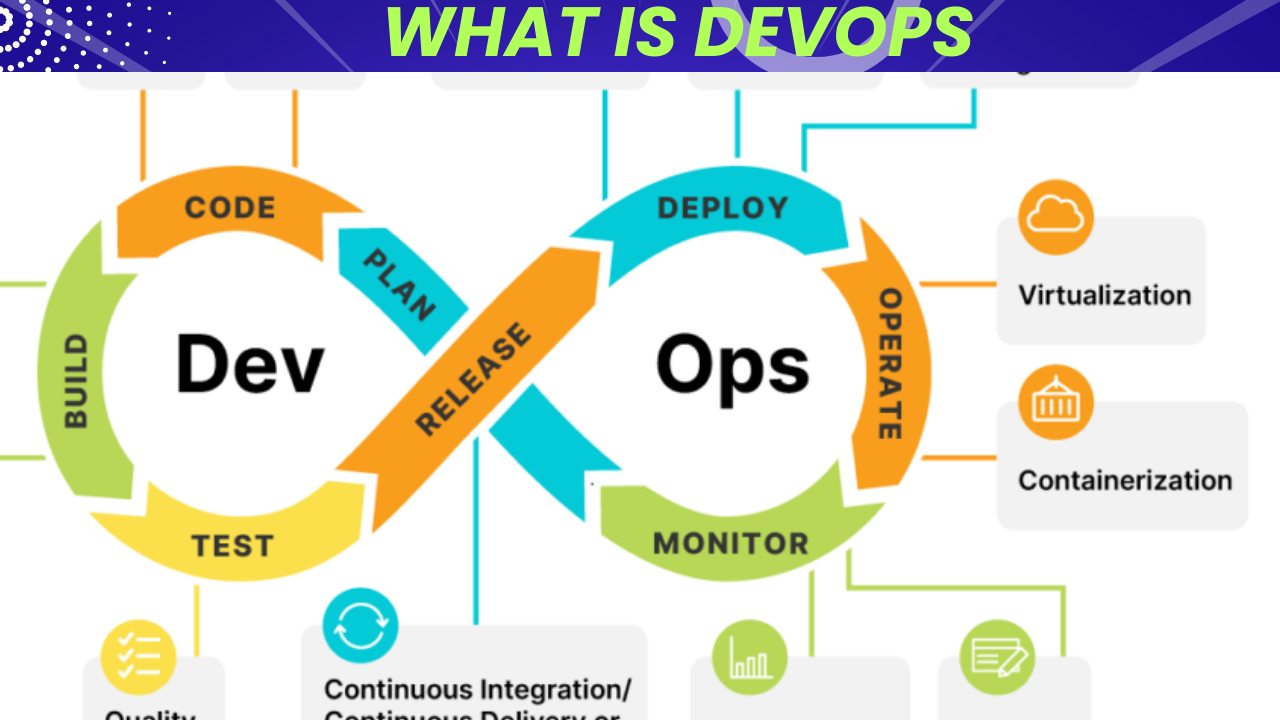 WHAT IS DEVOPS
CODE
DEPLOY
PLAN
Virtualization
OPERATE
RELEASE
BUILD
Dev
Ops
Containerization
TEST
MONITOR
Continuous Integration/
Continuous Delivery or
Quality